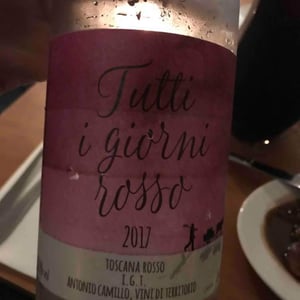 Tutti
i giorni
rosso
2017
TOSCANA ROSSO
I.G.T.
ANTONIO CAMILLO, VINI DI TERRITORIO